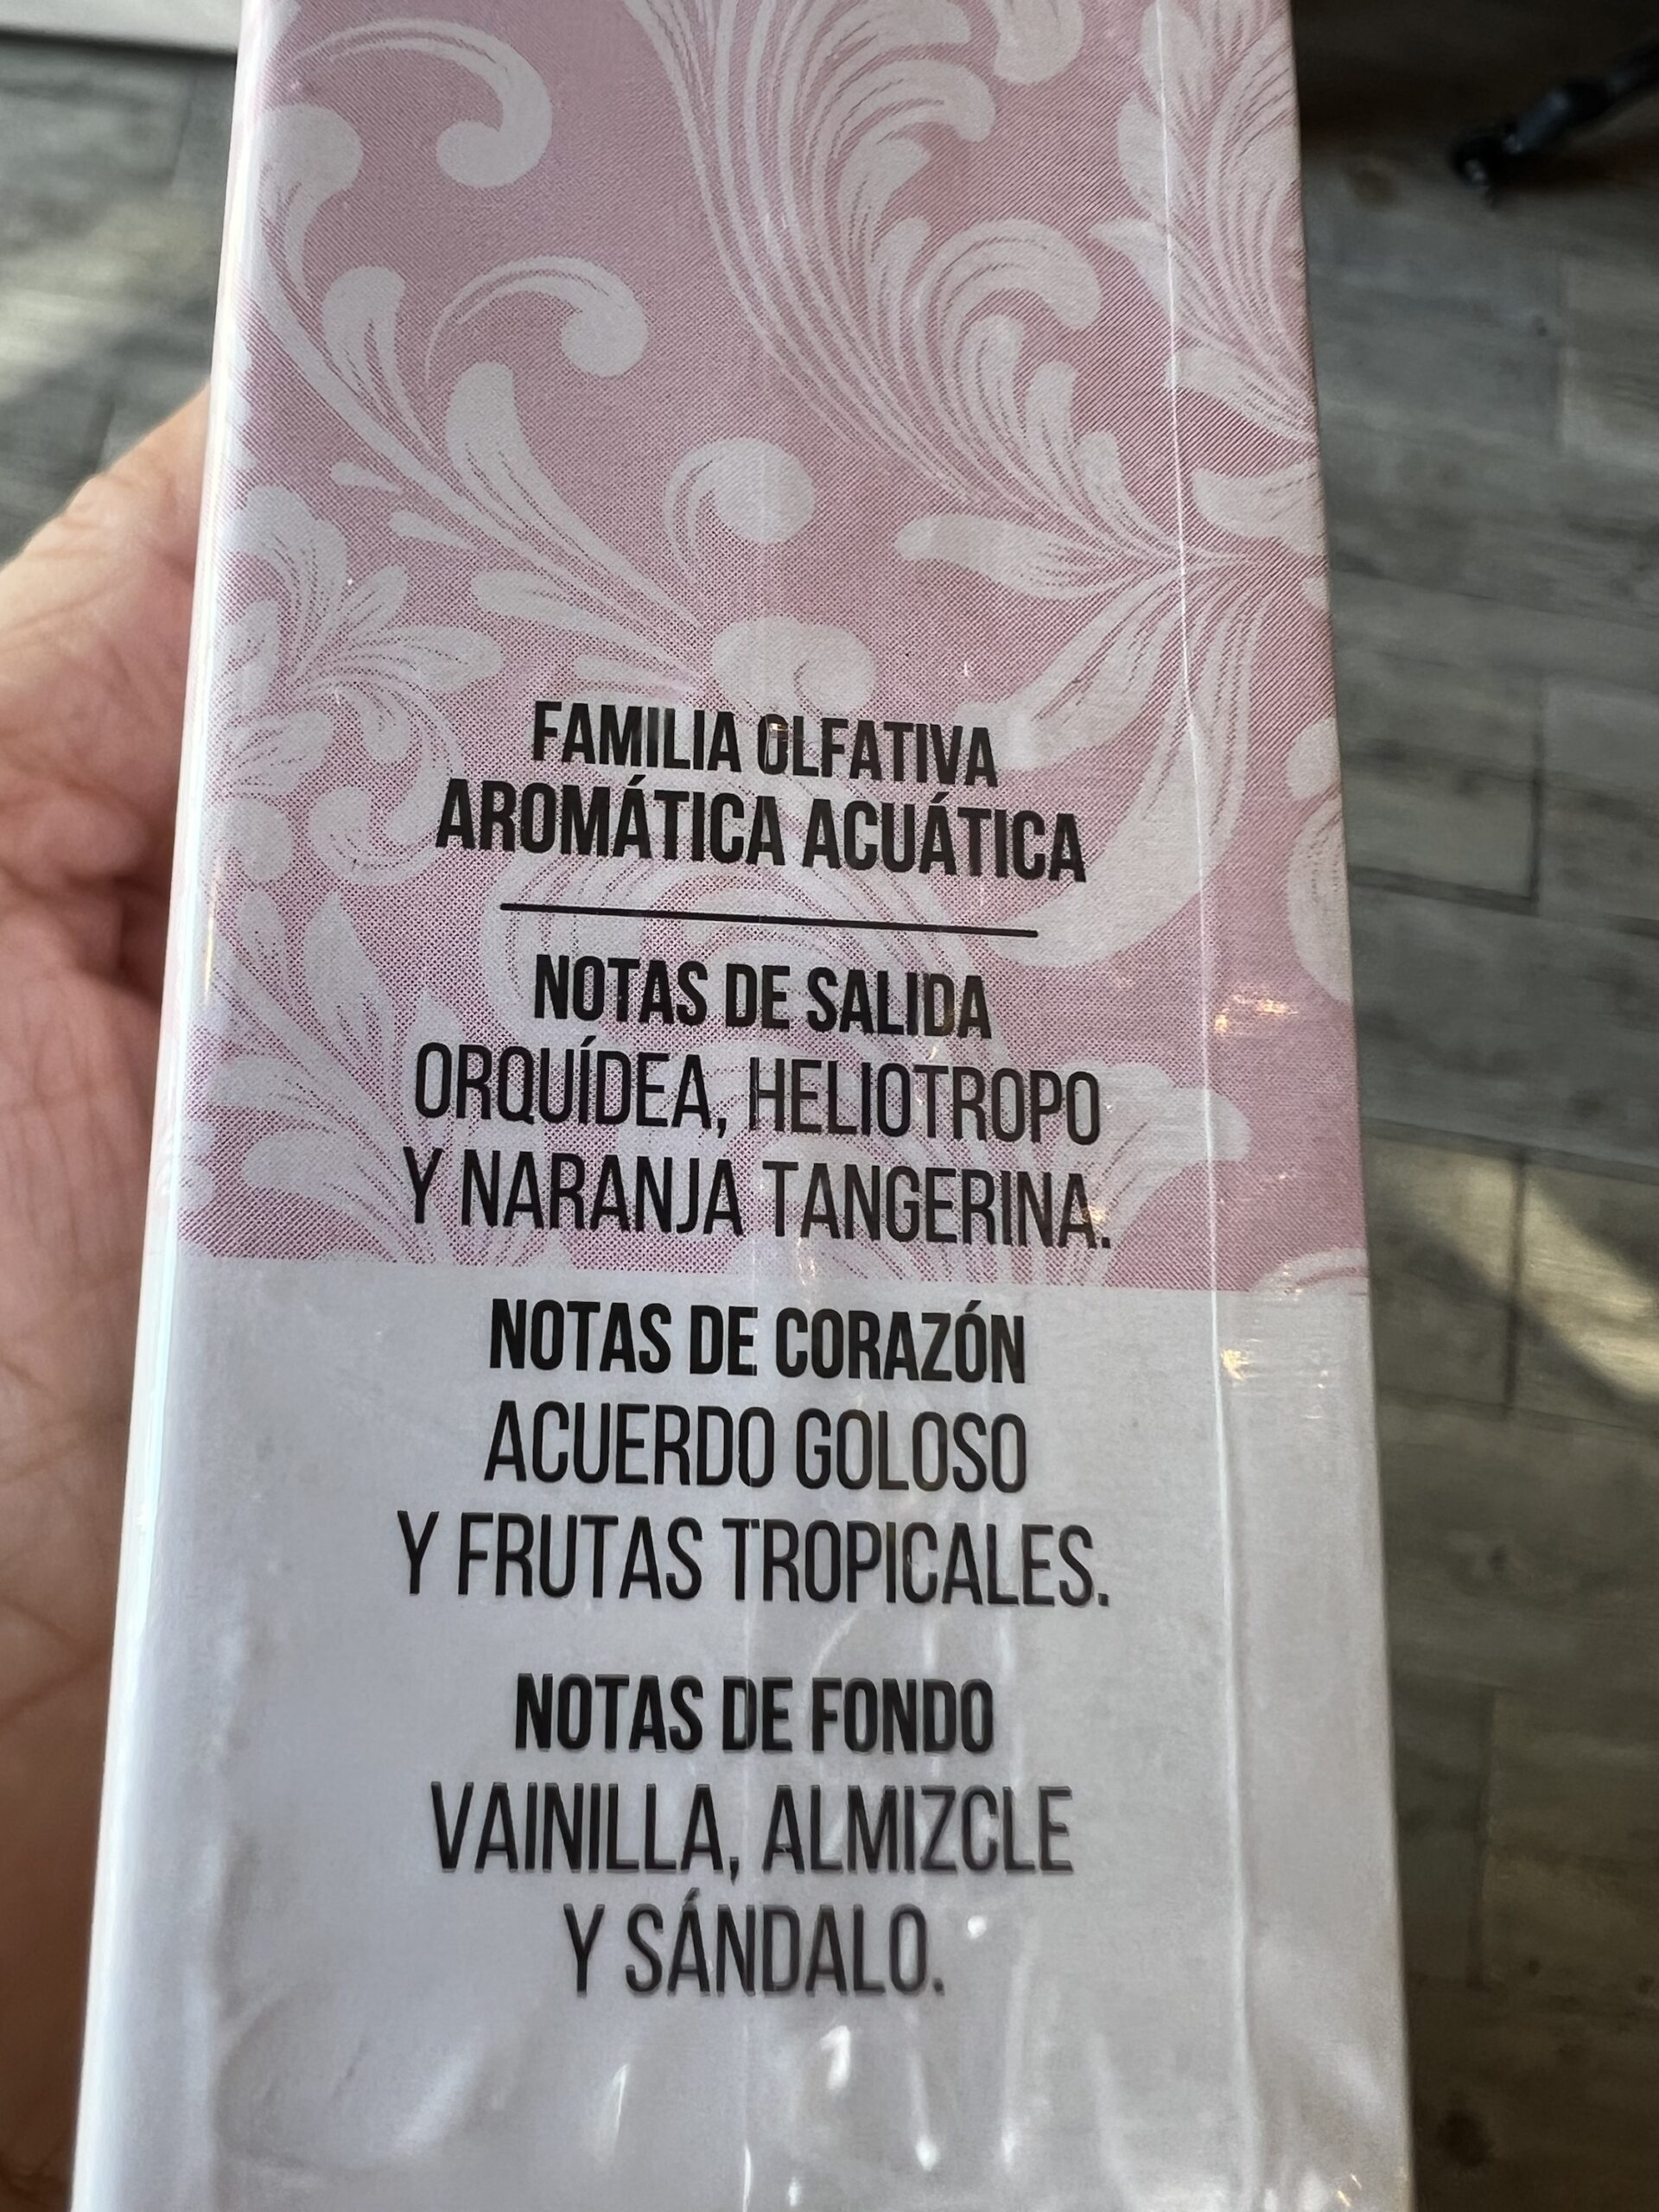 FAMILIA OLFATIVA
AROMÁTICA ACUÁTICA
NOTAS DE SALIDA
ORQUÍDEA, HELIOTROPO
Y NARANJA TANGERINA.
NOTAS DE CORAZÓN
ACUERDO GOLOSO
Y FRUTAS TROPICALES.
NOTAS DE FONDO
VAINILLA, ALMIZCLE
Y SÁNDALO.